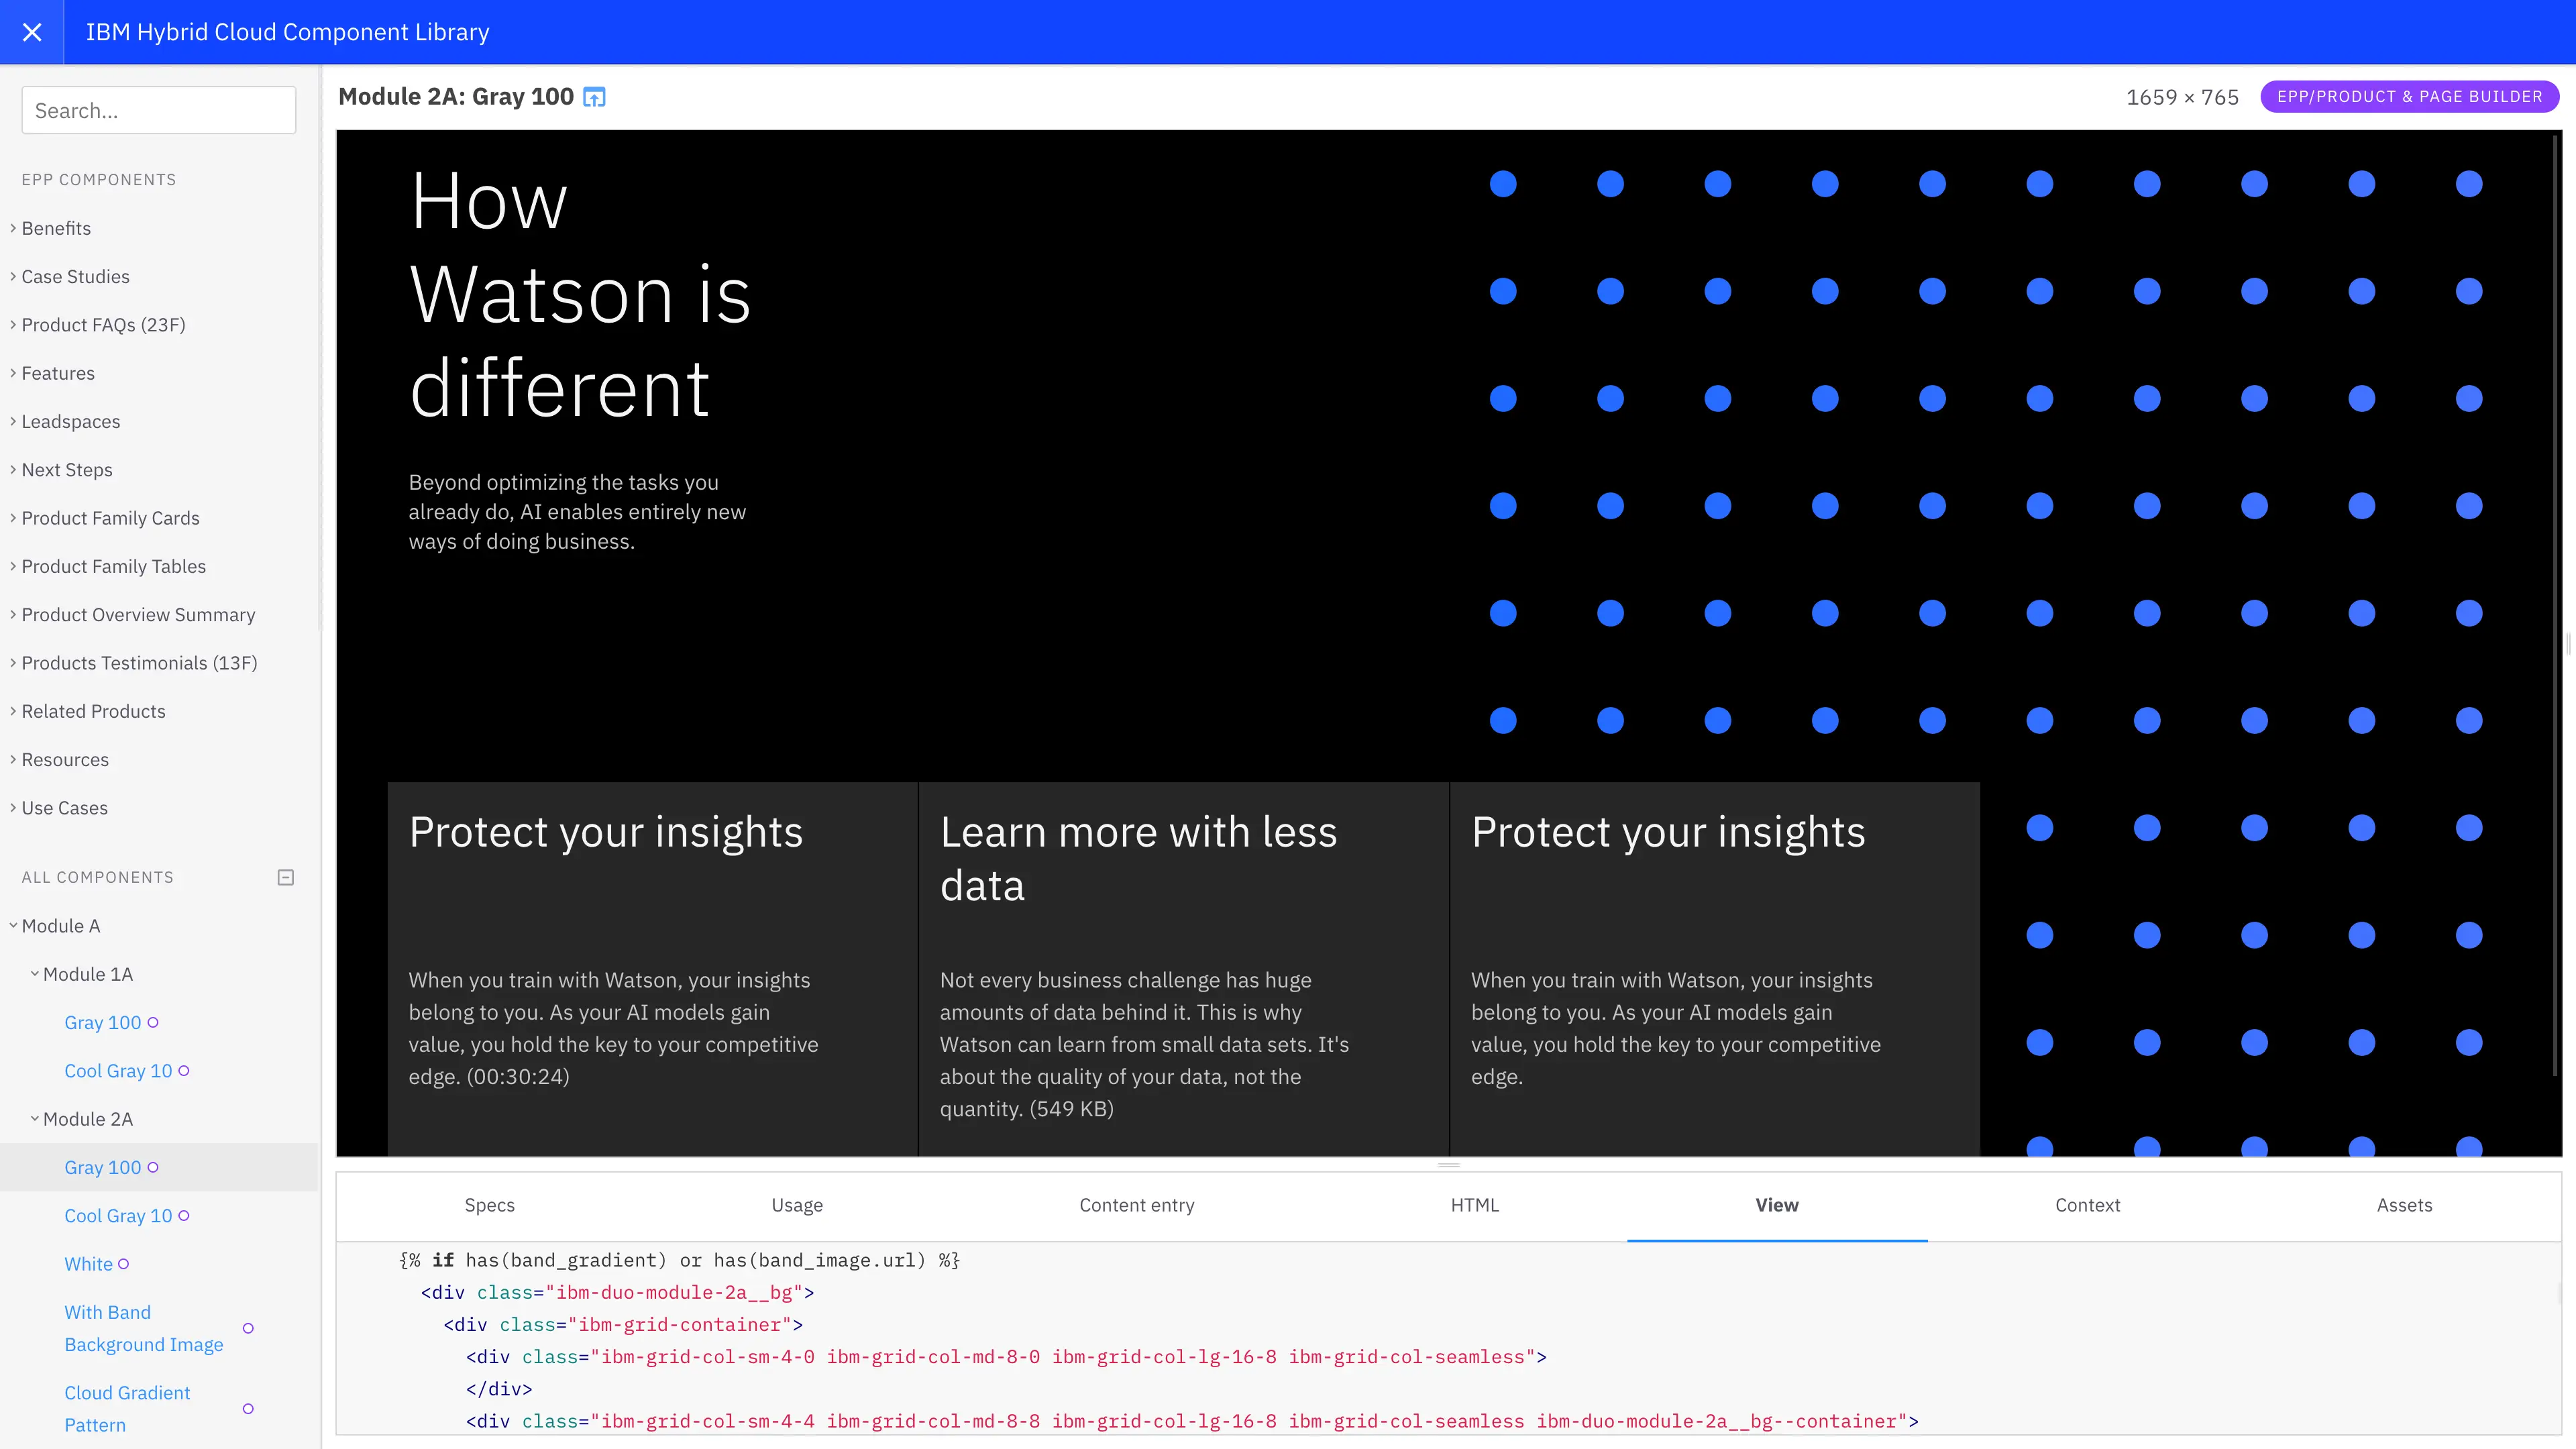 IBM Hybrid Cloud Component Library
Search...
EPP COMPONENTS
Benefits
Case Studies
Product FAQs (23F)
Features
Leadspaces
Next Steps
Product Family Cards
Product Family Tables
Product Overview Summary
Products Testimonials (13F)
Related Products
Resources
Use Cases
ALL COMPONENTS
Module A
Module 1A
Gray 100
Cool Gray 10
Module 2A
Gray 100
Cool Gray 10
White
With Band
Background Image
Cloud Gradient
Pattern
Module 2A: Gray 100
1659 × 765
EPP/PRODUCT & PAGE BUILDER
How
Watson is
different
Beyond optimizing the tasks you
already do, AI enables entirely new
ways of doing business.
Protect your insights
When you train with Watson, your insights
belong to you. As your AI models gain
value, you hold the key to your competitive
edge. (00:30:24)
Learn more with less
data
Not every business challenge has huge
amounts of data behind it. This is why
Watson can learn from small data sets. It's
about the quality of your data, not the
quantity. (549 KB)
Protect your insights
When you train with Watson, your insights
belong to you. As your AI models gain
value, you hold the key to your competitive
edge.
Specs
Usage
Content entry
HTML
View
Context
Assets
{% if has(band_gradient) or has(band_image.url) %}
<div class="ibm-duo-module-2a__bg">
<div class="ibm-grid-container">
<div class="ibm-grid-col-sm-4-0 ibm-grid-col-md-8-0 ibm-grid-col-lg-16-8 ibm-grid-col-seamless">
</div>
<div class="ibm-grid-col-sm-4-4 ibm-grid-col-md-8-8 ibm-grid-col-lg-16-8 ibm-grid-col-seamless ibm-duo-module-2a__bg--container">